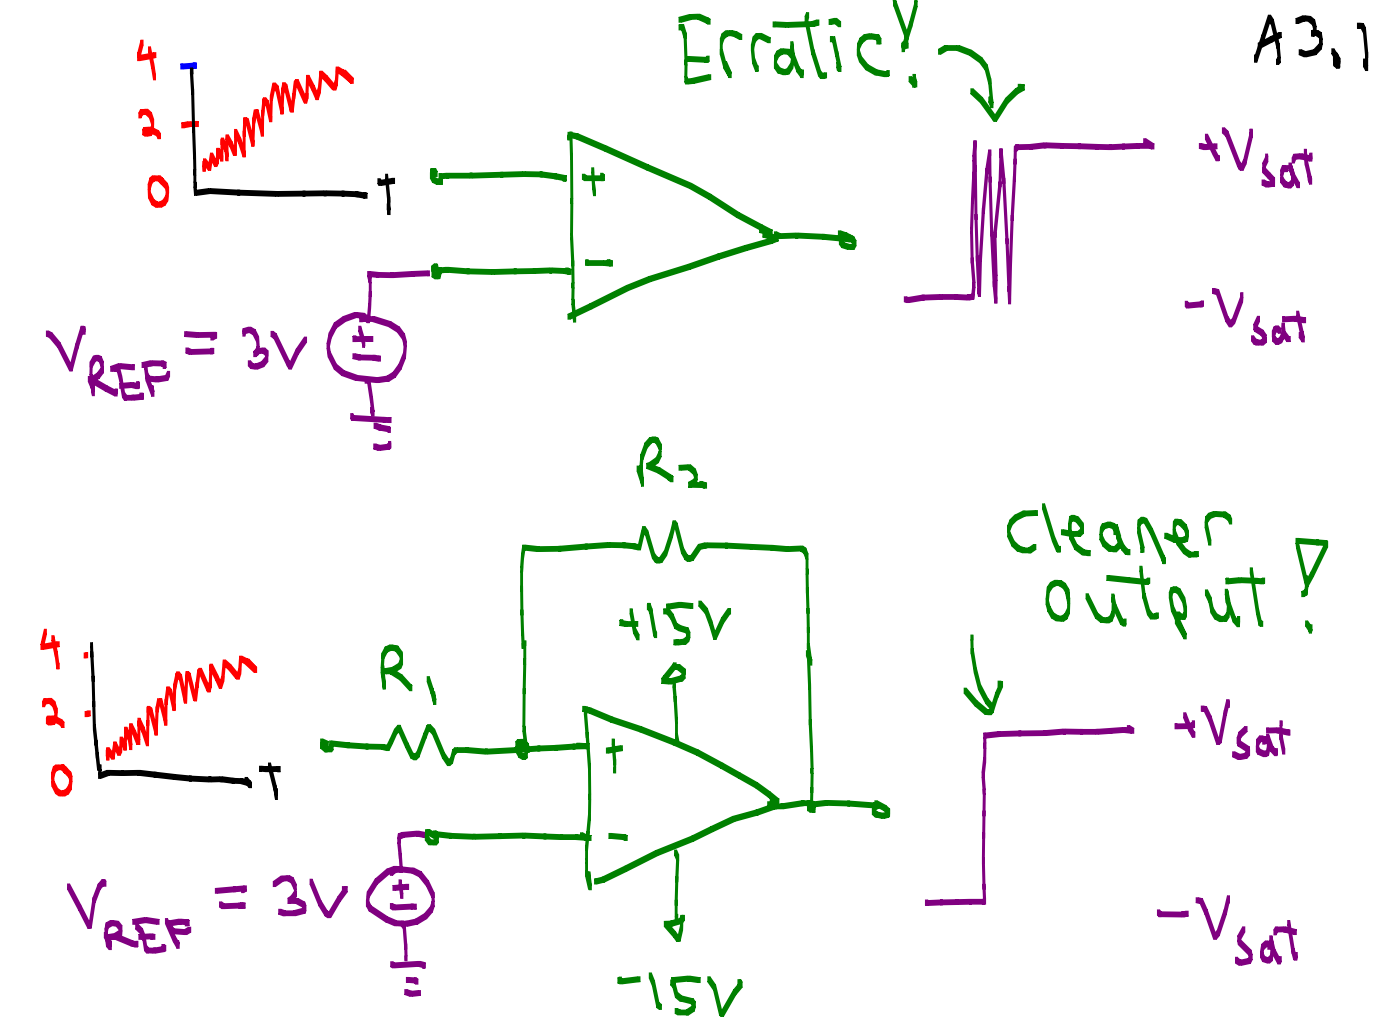 Erratic!
A3.1
4
2
0
T
+
-
+Vsat
-Vsat
VREF = 3V
+
-
R2
cleaner
output!
+15V
4
2
0
T
R1
+
-
+Vsat
-Vsat
VREF = 3V
+
-
-15V